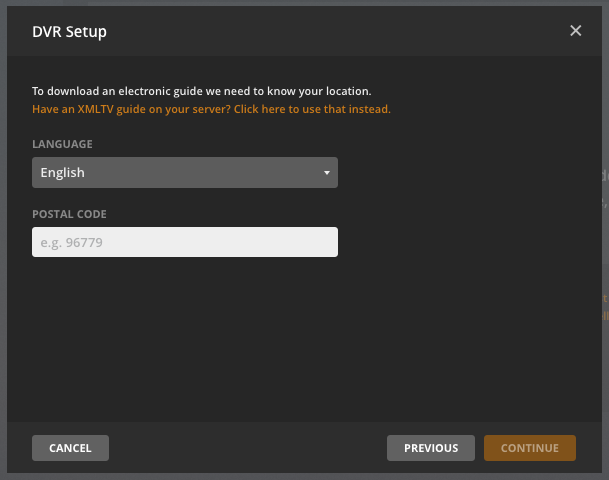 DVR Setup
To download an electronic guide we need to know your location.
Have an XMLTV guide on your server? Click here to use that instead.
LANGUAGE
English
POSTAL CODE
e.g. 96779
CANCEL
PREVIOUS
CONTINUE